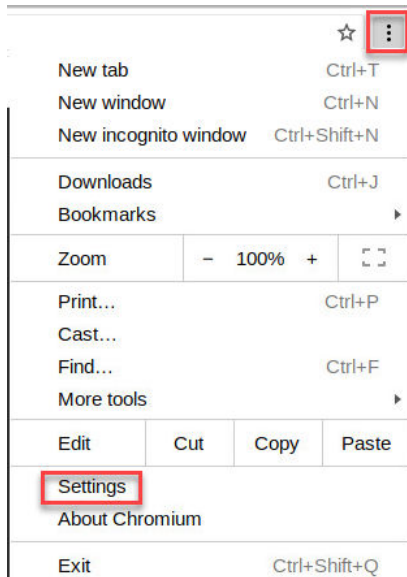 New tab Ctrl+T
New window Ctrl+N
New incognito window Ctrl+Shift+N
Downloads Ctrl+J
Bookmarks
Zoom - 100% +
Print... Ctrl+P
Cast...
Find... Ctrl+F
More tools
Edit Cut Copy Paste
Settings
About Chromium
Exit Ctrl+Shift+Q